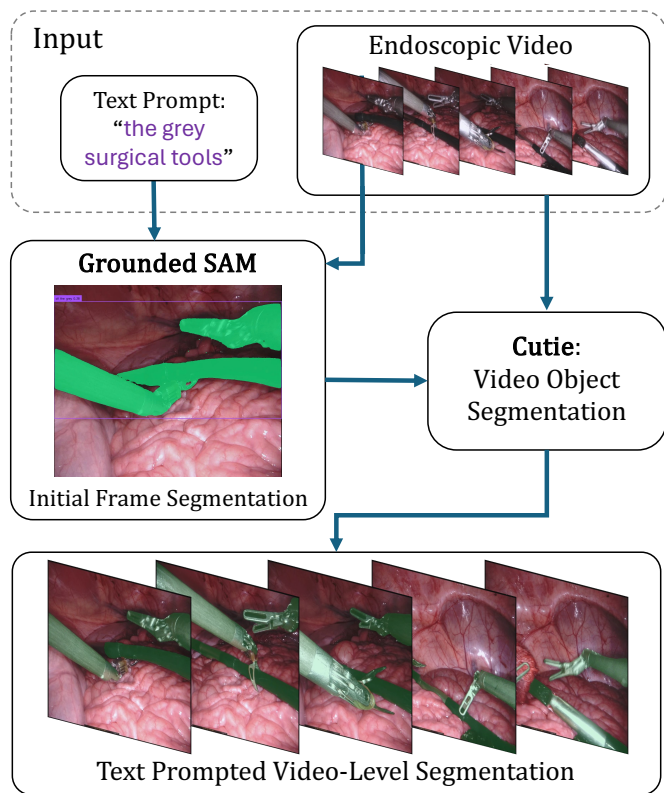 Input
Text Prompt:
“the grey
surgical tools”
Endoscopic Video
Grounded SAM
Initial Frame Segmentation
Cutie:
Video Object
Segmentation
Text Prompted Video-Level Segmentation